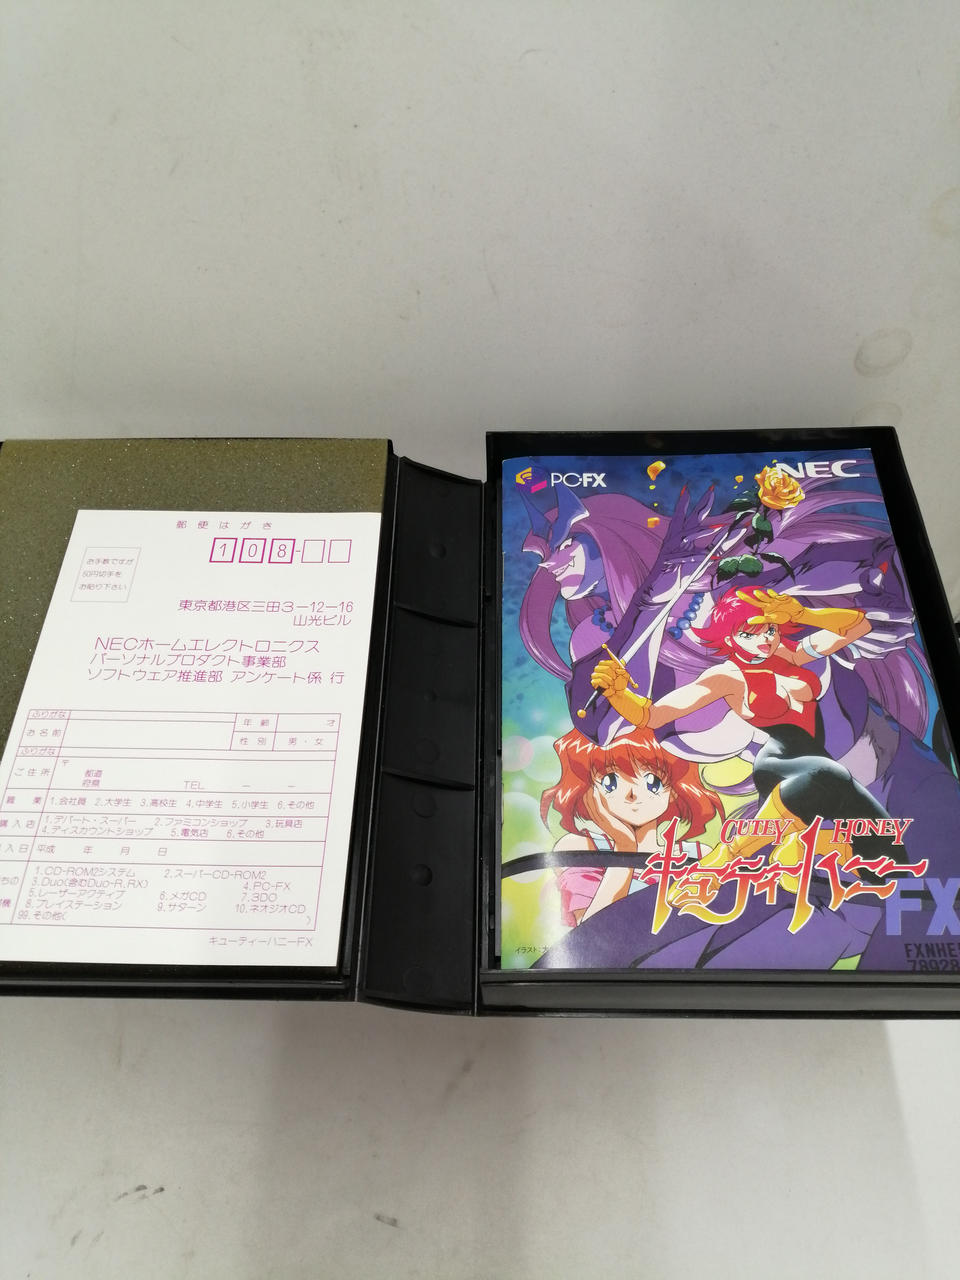 郵便はがき
108-
お手数ですが
50円切手を
お貼り下さい
東京都港区三田3-12-16
山光ビル
NECホームエレクトロニクス
パーソナルプロダクト事業部
ソフトウェア推進部 アンケート係 行
ふりがな
お名前
年齢 才
性別 男・女
ふりがな
ご住所 〒
都道
府県 TEL － －
職業 1.会社員 2.大学生 3.高校生 4.中学生 5.小学生 6.その他
購入店 1.デパート・スーパー 2.ファミコンショップ 3.玩具店
4.ディスカウントショップ 5.電気店 6.その他
入日 平成 年 月 日
ちの 1.CD-ROM2システム 2.スーパーCD-ROM2
3.Duo(含むDuo-R,RX) 4.PC-FX
機 5.レーザーアクティブ 6.メガCD 7.3DO
8.プレイステーション 9.サターン 10.ネオジオCD
99.その他( )
キューティーハニーFX
PC-FX
NEC
CUTEY HONEY
キューティーハニー
FX
イラスト:
FXNHE
78928